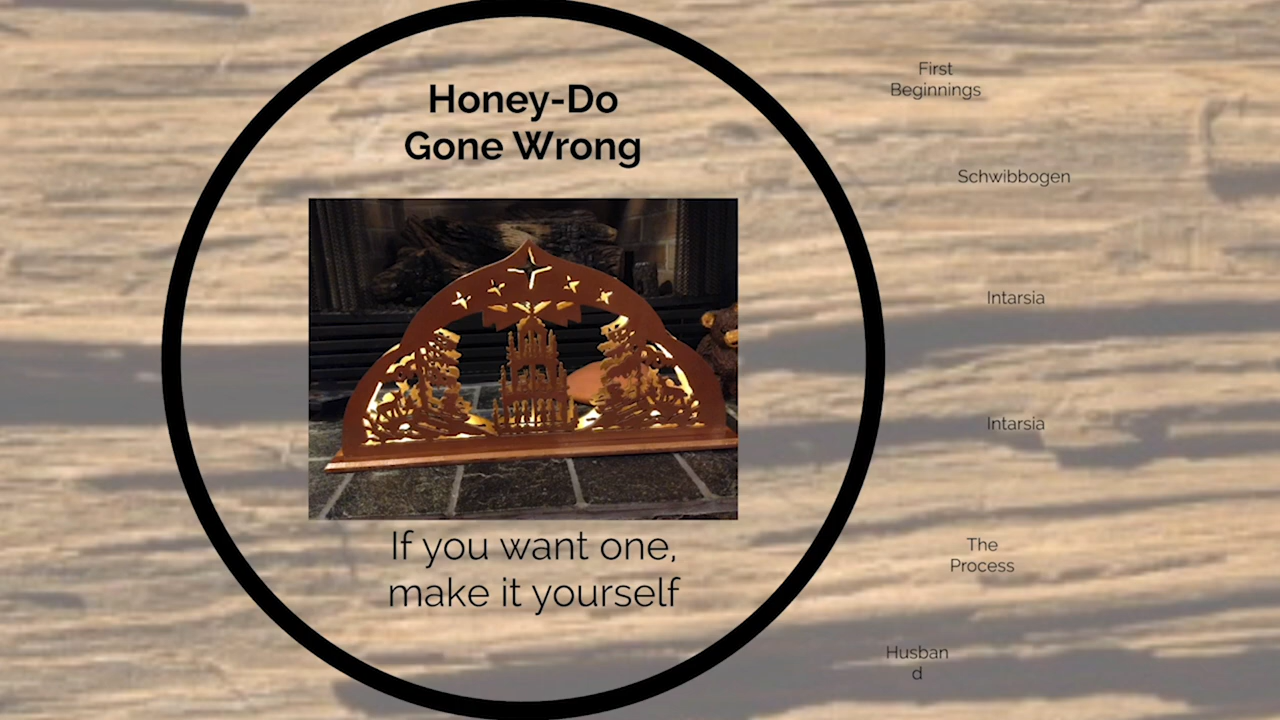 Honey-Do
Gone Wrong
If you want one,
make it yourself
First
Beginnings
Schwibbogen
Intarsia
Intarsia
The
Process
Husban
d